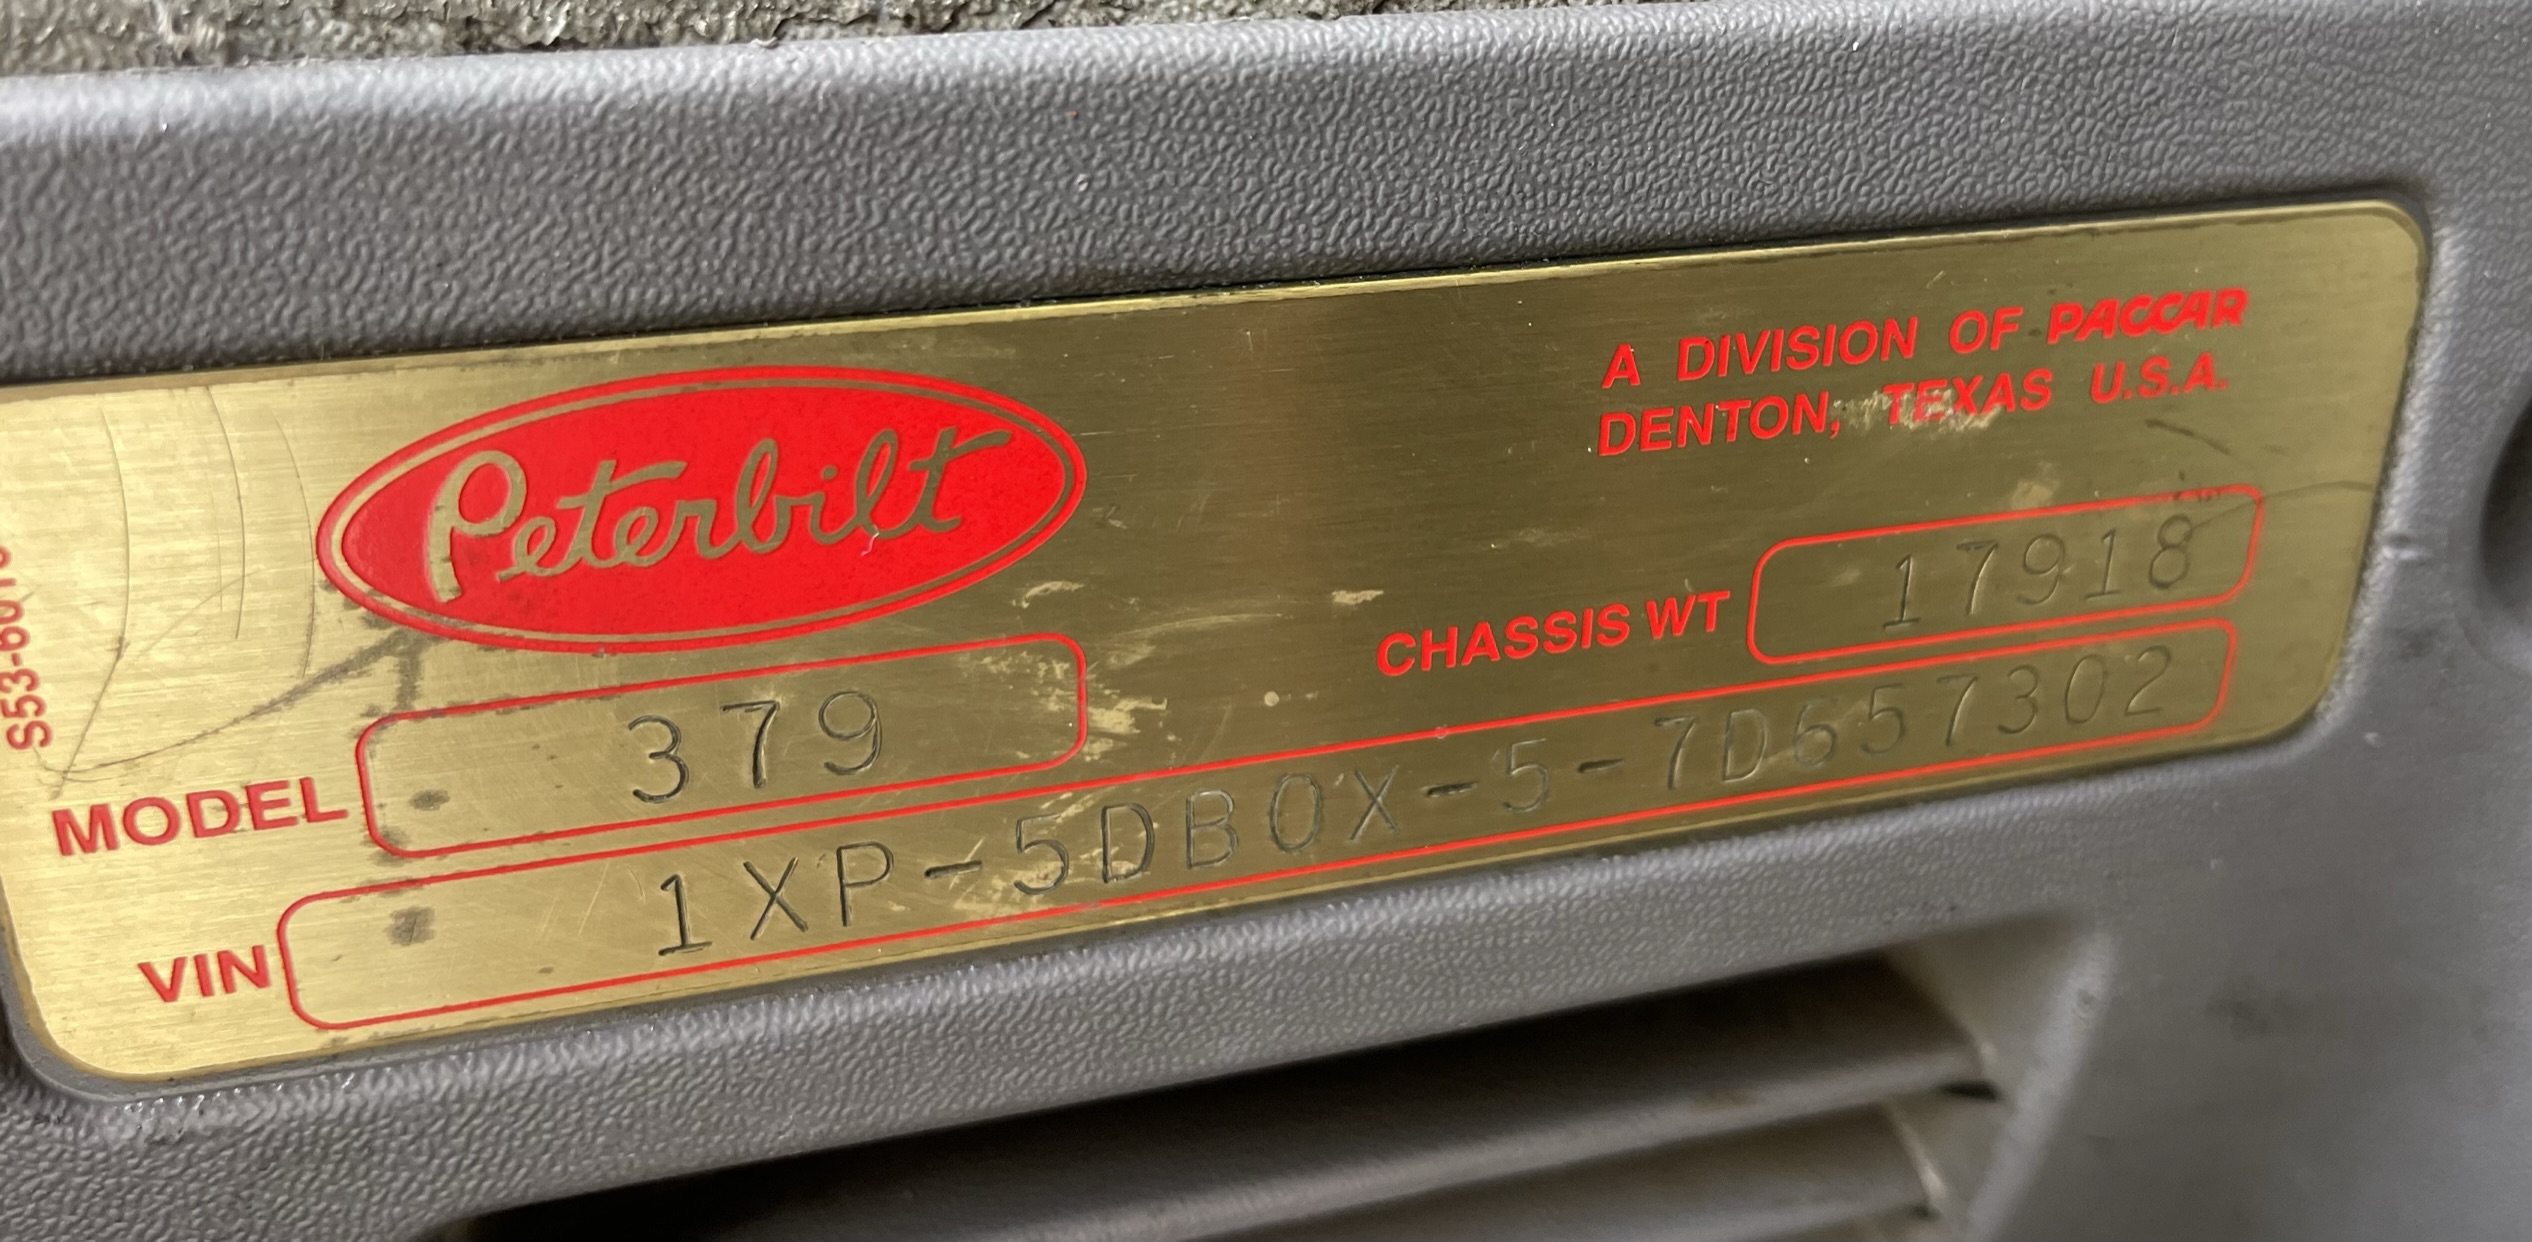 Peterbilt
A DIVISION OF PACCAR
DENTON, TEXAS U.S.A.
CHASSIS WT 17918
MODEL 379
VIN 1XP-5DB0X-5-7D657302